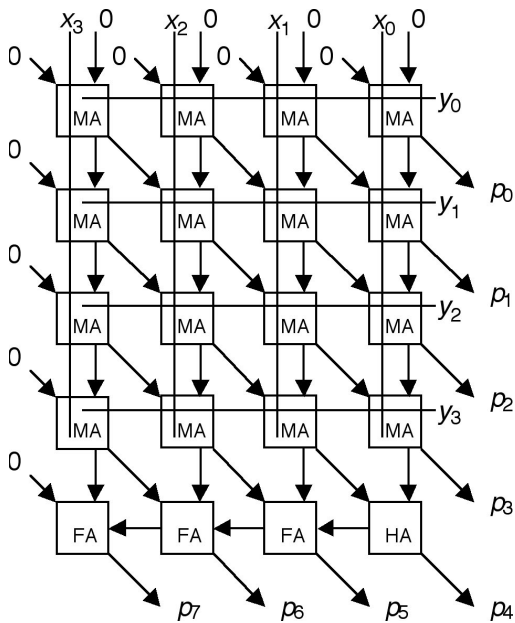 x3 0 x2 0 x1 0 x0 0
0 0 0 0
y0
MA MA MA MA
0
p0
y1
MA MA MA MA
0
p1
y2
MA MA MA MA
0
p2
y3
MA MA MA MA
0
p3
FA FA FA HA
p7 p6 p5 p4